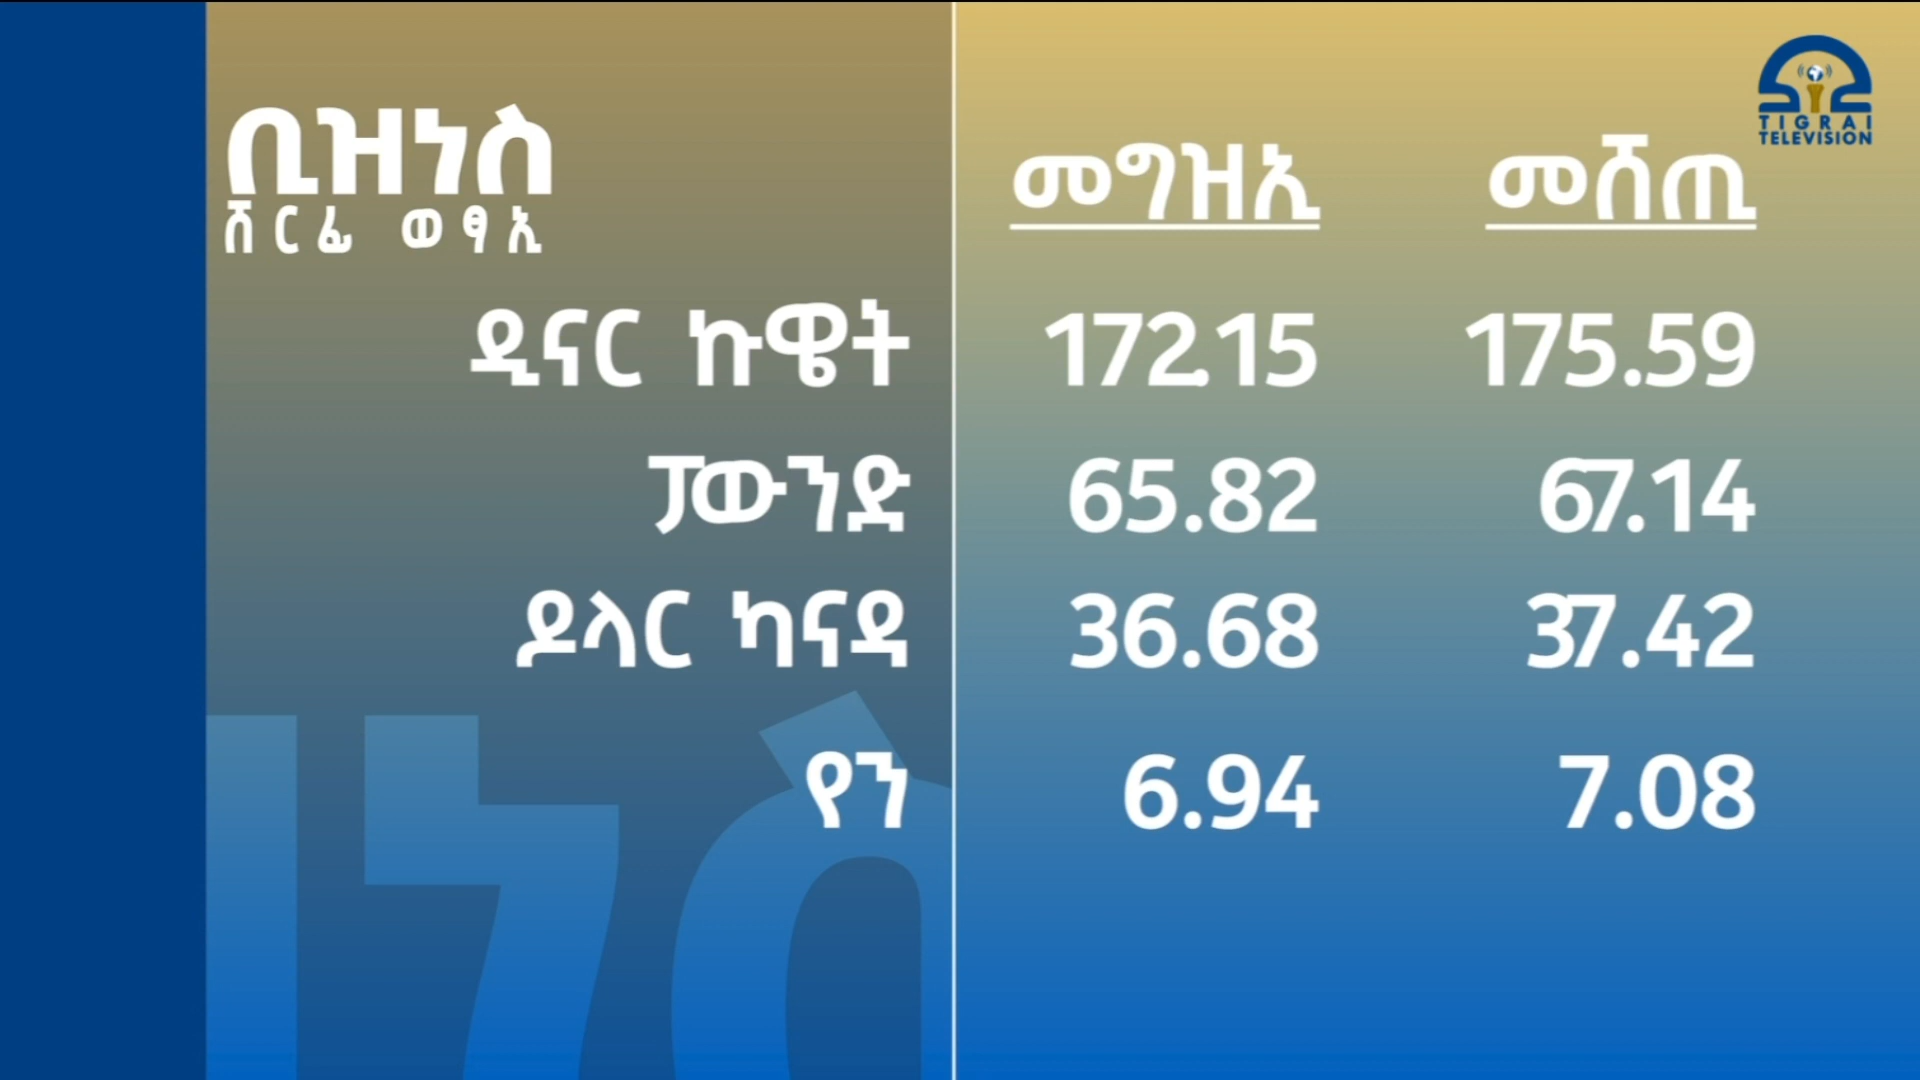 ቢዝነስ
ሸርፊ ወፃኢ
መግዝኢ መሸጢ
ዲናር ኩዌት 172.15 175.59
ፓውንድ 65.82 67.14
ዶላር ካናዳ 36.68 37.42
የን 6.94 7.08
TIGRAI
TELEVISION